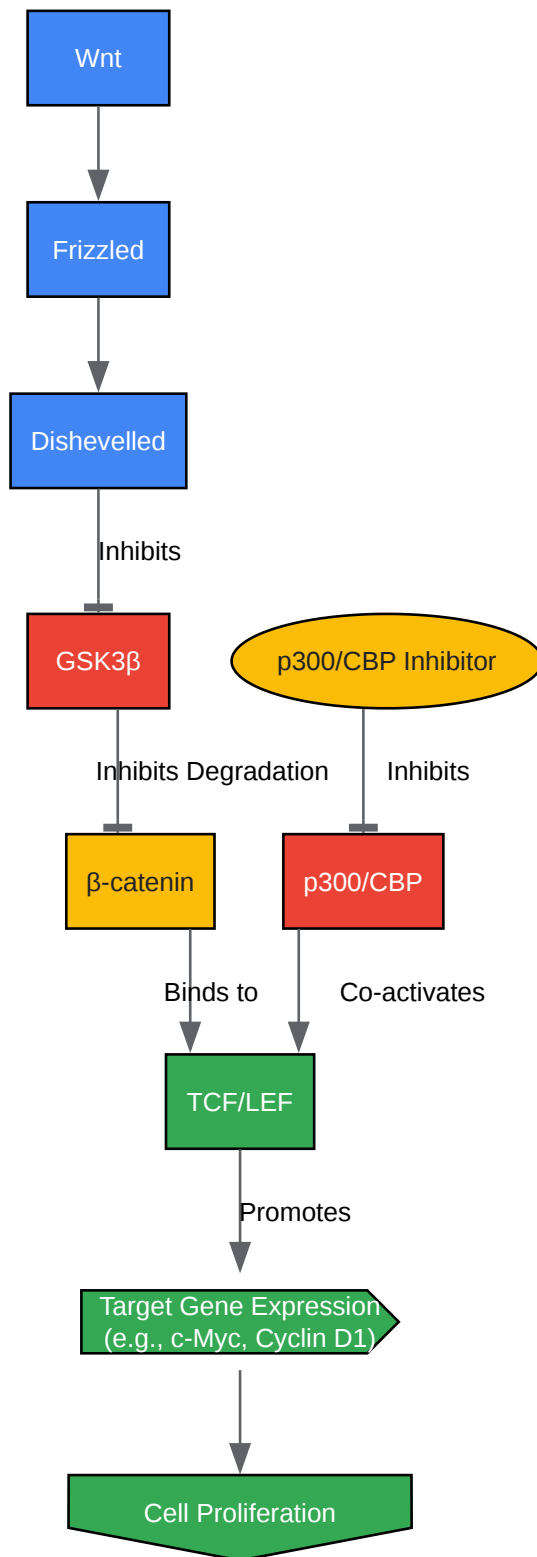 Wnt
Frizzled
Dishevelled
Inhibits
GSK3β
p300/CBP Inhibitor
Inhibits Degradation
Inhibits
β-catenin
p300/CBP
Binds to
Co-activates
TCF/LEF
Promotes
Target Gene Expression
(e.g., c-Myc, Cyclin D1)
Cell Proliferation